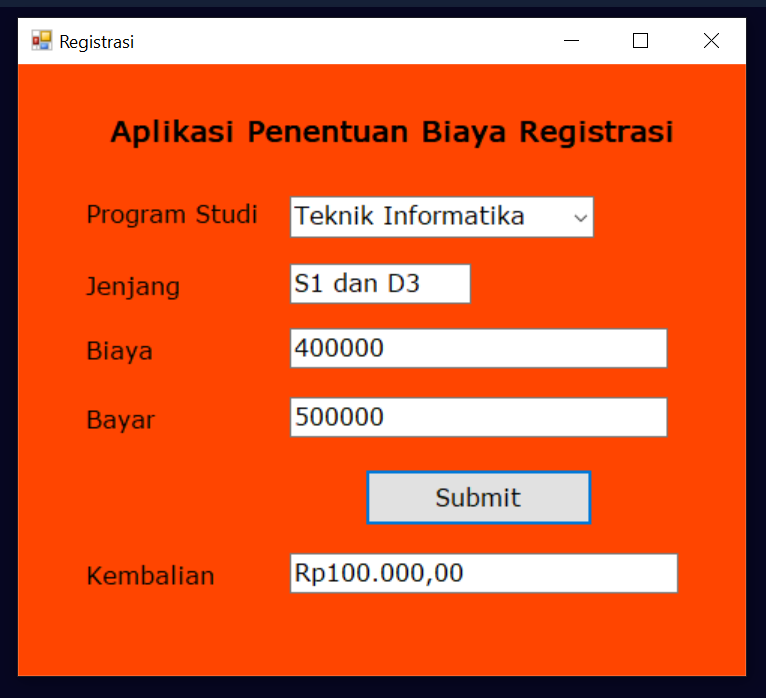 Registrasi
Aplikasi Penentuan Biaya Registrasi
Program Studi Teknik Informatika
Jenjang S1 dan D3
Biaya 400000
Bayar 500000
Submit
Kembalian Rp100.000,00